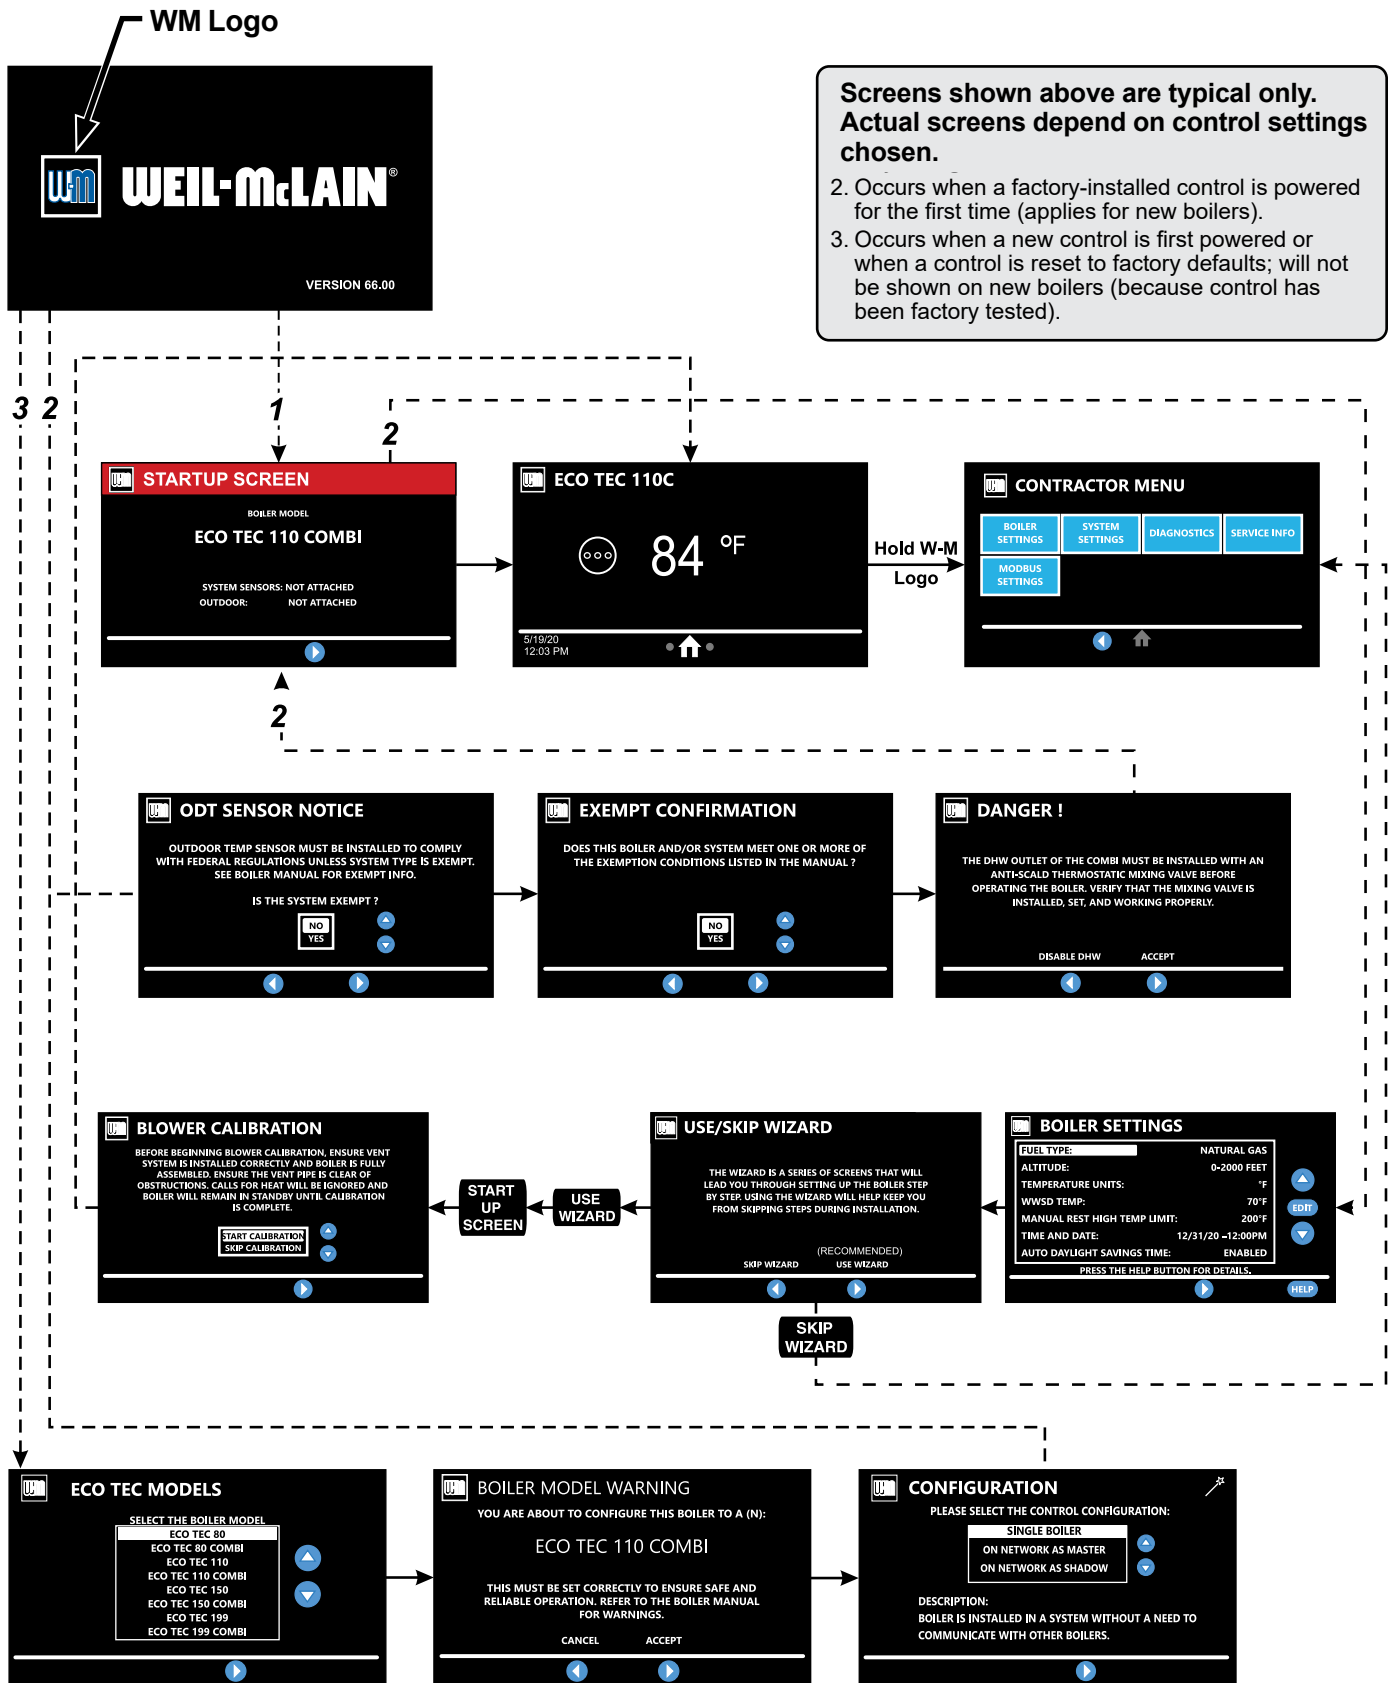 WM Logo
W-M WEIL-McLAIN®
VERSION 66.00
Screens shown above are typical only.
Actual screens depend on control settings
chosen.
2. Occurs when a factory-installed control is powered
for the first time (applies for new boilers).
3. Occurs when a new control is first powered or
when a control is reset to factory defaults; will not
be shown on new boilers (because control has
been factory tested).
3 2
1
2
STARTUP SCREEN
BOILER MODEL
ECO TEC 110 COMBI
SYSTEM SENSORS: NOT ATTACHED
OUTDOOR: NOT ATTACHED
ECO TEC 110C
84 °F
5/19/20
12:03 PM
Hold W-M
Logo
CONTRACTOR MENU
BOILER
SETTINGS
SYSTEM
SETTINGS
DIAGNOSTICS
SERVICE INFO
MODBUS
SETTINGS
2
ODT SENSOR NOTICE
OUTDOOR TEMP SENSOR MUST BE INSTALLED TO COMPLY
WITH FEDERAL REGULATIONS UNLESS SYSTEM TYPE IS EXEMPT.
SEE BOILER MANUAL FOR EXEMPT INFO.
IS THE SYSTEM EXEMPT ?
NO
YES
EXEMPT CONFIRMATION
DOES THIS BOILER AND/OR SYSTEM MEET ONE OR MORE OF
THE EXEMPTION CONDITIONS LISTED IN THE MANUAL ?
NO
YES
DANGER !
THE DHW OUTLET OF THE COMBI MUST BE INSTALLED WITH AN
ANTI-SCALD THERMOSTATIC MIXING VALVE BEFORE
OPERATING THE BOILER. VERIFY THAT THE MIXING VALVE IS
INSTALLED, SET, AND WORKING PROPERLY.
DISABLE DHW ACCEPT
BLOWER CALIBRATION
BEFORE BEGINNING BLOWER CALIBRATION, ENSURE VENT
SYSTEM IS INSTALLED CORRECTLY AND BOILER IS FULLY
ASSEMBLED. ENSURE THE VENT PIPE IS CLEAR OF
OBSTRUCTIONS. CALLS FOR HEAT WILL BE IGNORED AND
BOILER WILL REMAIN IN STANDBY UNTIL CALIBRATION
IS COMPLETE.
START CALIBRATION
SKIP CALIBRATION
START
UP
SCREEN
USE
WIZARD
USE/SKIP WIZARD
THE WIZARD IS A SERIES OF SCREENS THAT WILL
LEAD YOU THROUGH SETTING UP THE BOILER STEP
BY STEP. USING THE WIZARD WILL HELP KEEP YOU
FROM SKIPPING STEPS DURING INSTALLATION.
(RECOMMENDED)
SKIP WIZARD USE WIZARD
SKIP
WIZARD
BOILER SETTINGS
FUEL TYPE: NATURAL GAS
ALTITUDE: 0-2000 FEET
TEMPERATURE UNITS: °F
WWSD TEMP: 70°F
MANUAL REST HIGH TEMP LIMIT: 200°F
TIME AND DATE: 12/31/20 –12:00PM
AUTO DAYLIGHT SAVINGS TIME: ENABLED
PRESS THE HELP BUTTON FOR DETAILS.
EDIT
HELP
ECO TEC MODELS
SELECT THE BOILER MODEL
ECO TEC 80
ECO TEC 80 COMBI
ECO TEC 110
ECO TEC 110 COMBI
ECO TEC 150
ECO TEC 150 COMBI
ECO TEC 199
ECO TEC 199 COMBI
BOILER MODEL WARNING
YOU ARE ABOUT TO CONFIGURE THIS BOILER TO A (N):
ECO TEC 110 COMBI
THIS MUST BE SET CORRECTLY TO ENSURE SAFE AND
RELIABLE OPERATION. REFER TO THE BOILER MANUAL
FOR WARNINGS.
CANCEL ACCEPT
CONFIGURATION
PLEASE SELECT THE CONTROL CONFIGURATION:
SINGLE BOILER
ON NETWORK AS MASTER
ON NETWORK AS SHADOW
DESCRIPTION:
BOILER IS INSTALLED IN A SYSTEM WITHOUT A NEED TO
COMMUNICATE WITH OTHER BOILERS.